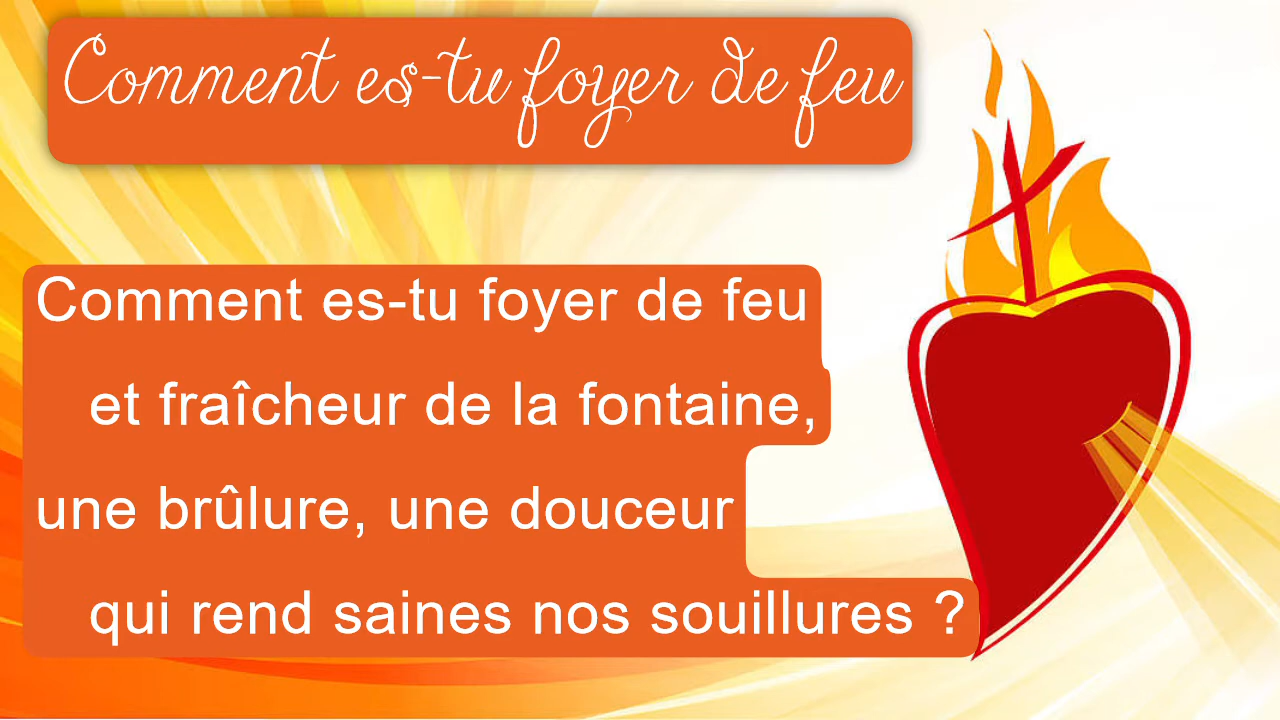 Comment es-tu foyer de feu
Comment es-tu foyer de feu
et fraîcheur de la fontaine,
une brûlure, une douceur
qui rend saines nos souillures ?